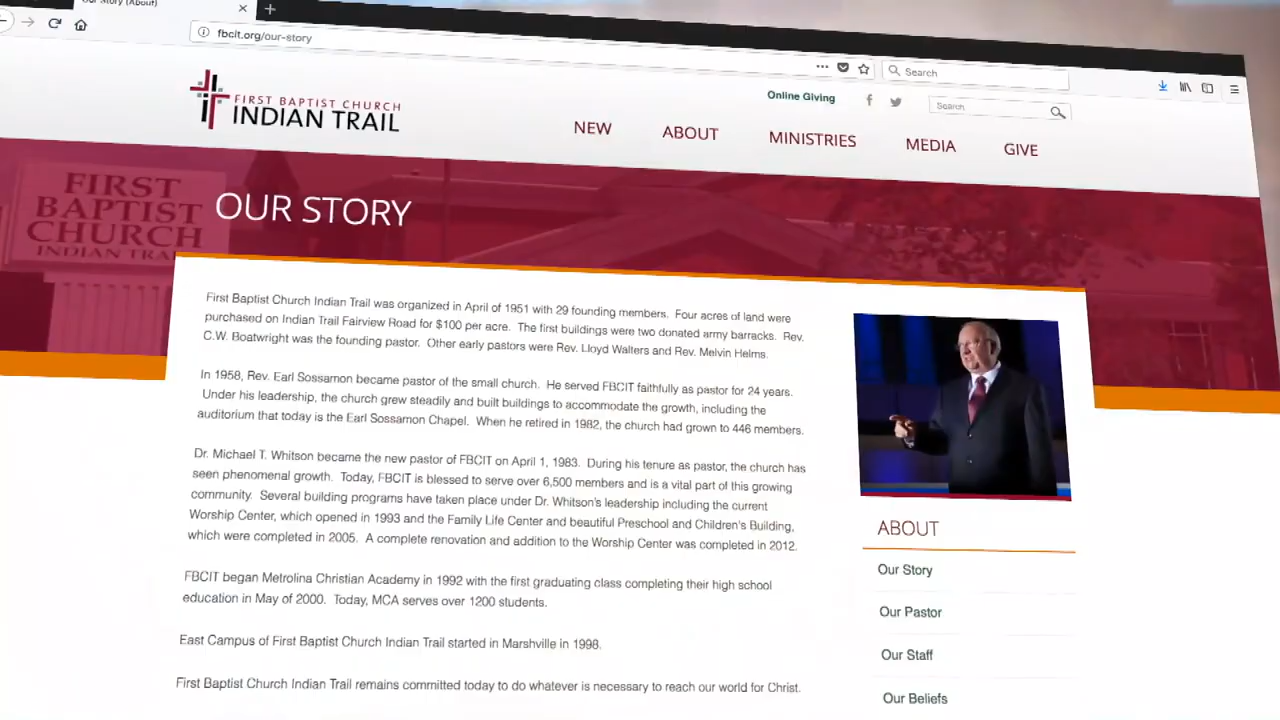 Our Story (About)
fbcit.org/our-story
Search
FIRST BAPTIST CHURCH
INDIAN TRAIL
Online Giving
Search
NEW ABOUT MINISTRIES MEDIA GIVE
FIRST
BAPTIST
CHURCH
INDIAN TRAIL
OUR STORY
First Baptist Church Indian Trail was organized in April of 1951 with 29 founding members. Four acres of land were
purchased on Indian Trail Fairview Road for $100 per acre. The first buildings were two donated army barracks. Rev.
C.W. Boatwright was the founding pastor. Other early pastors were Rev. Lloyd Walters and Rev. Melvin Helms.
In 1958, Rev. Earl Sossamon became pastor of the small church. He served FBCIT faithfully as pastor for 24 years.
Under his leadership, the church grew steadily and built buildings to accommodate the growth, including the
auditorium that today is the Earl Sossamon Chapel. When he retired in 1982, the church had grown to 446 members.
Dr. Michael T. Whitson became the new pastor of FBCIT on April 1, 1983. During his tenure as pastor, the church has
seen phenomenal growth. Today, FBCIT is blessed to serve over 6,500 members and is a vital part of this growing
community. Several building programs have taken place under Dr. Whitson's leadership including the current
Worship Center, which opened in 1993 and the Family Life Center and beautiful Preschool and Children's Building,
which were completed in 2005. A complete renovation and addition to the Worship Center was completed in 2012.
FBCIT began Metrolina Christian Academy in 1992 with the first graduating class completing their high school
education in May of 2000. Today, MCA serves over 1200 students.
East Campus of First Baptist Church Indian Trail started in Marshville in 1998.
First Baptist Church Indian Trail remains committed today to do whatever is necessary to reach our world for Christ.
ABOUT
Our Story
Our Pastor
Our Staff
Our Beliefs